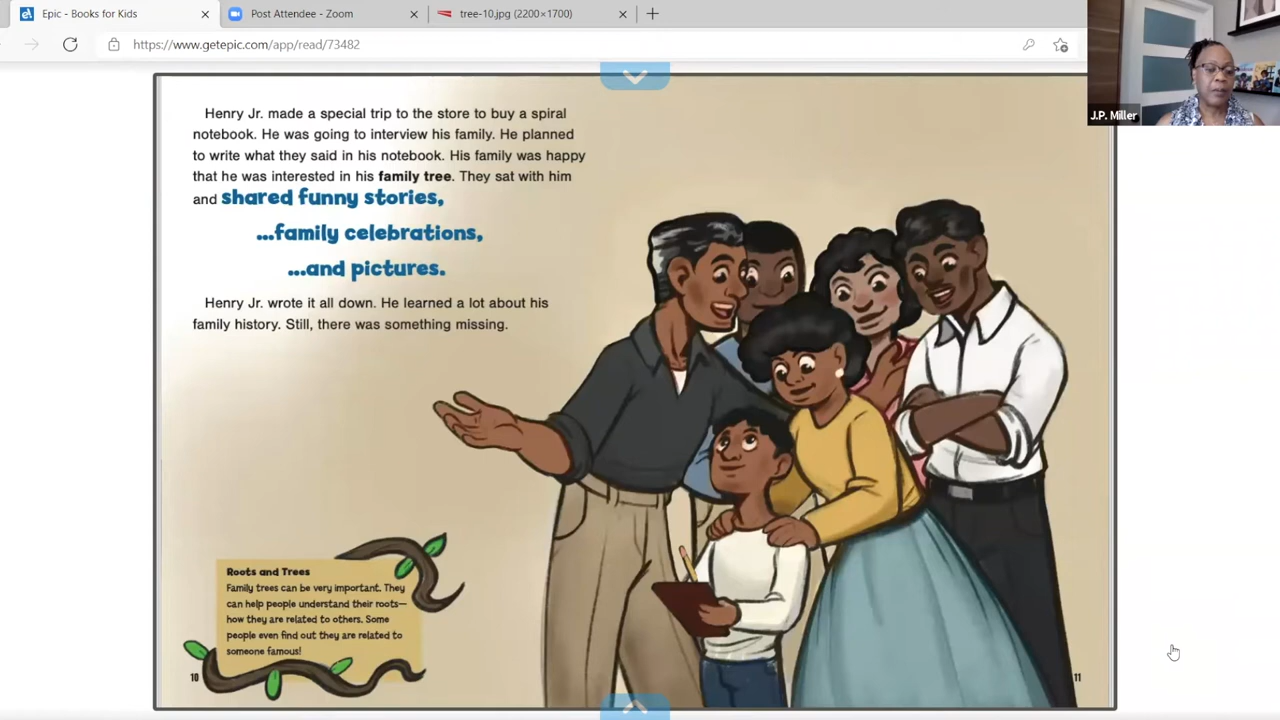 Epic - Books for Kids
Post Attendee - Zoom
tree-10.jpg (2200×1700)
https://www.getepic.com/app/read/73482
J.P. Miller
Henry Jr. made a special trip to the store to buy a spiral
notebook. He was going to interview his family. He planned
to write what they said in his notebook. His family was happy
that he was interested in his family tree. They sat with him
and shared funny stories,
...family celebrations,
...and pictures.
Henry Jr. wrote it all down. He learned a lot about his
family history. Still, there was something missing.
Roots and Trees
Family trees can be very important. They
can help people understand their roots—
how they are related to others. Some
people even find out they are related to
someone famous!
10
11